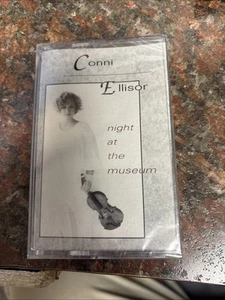 Conni
Ellisor
night
at
the
museum